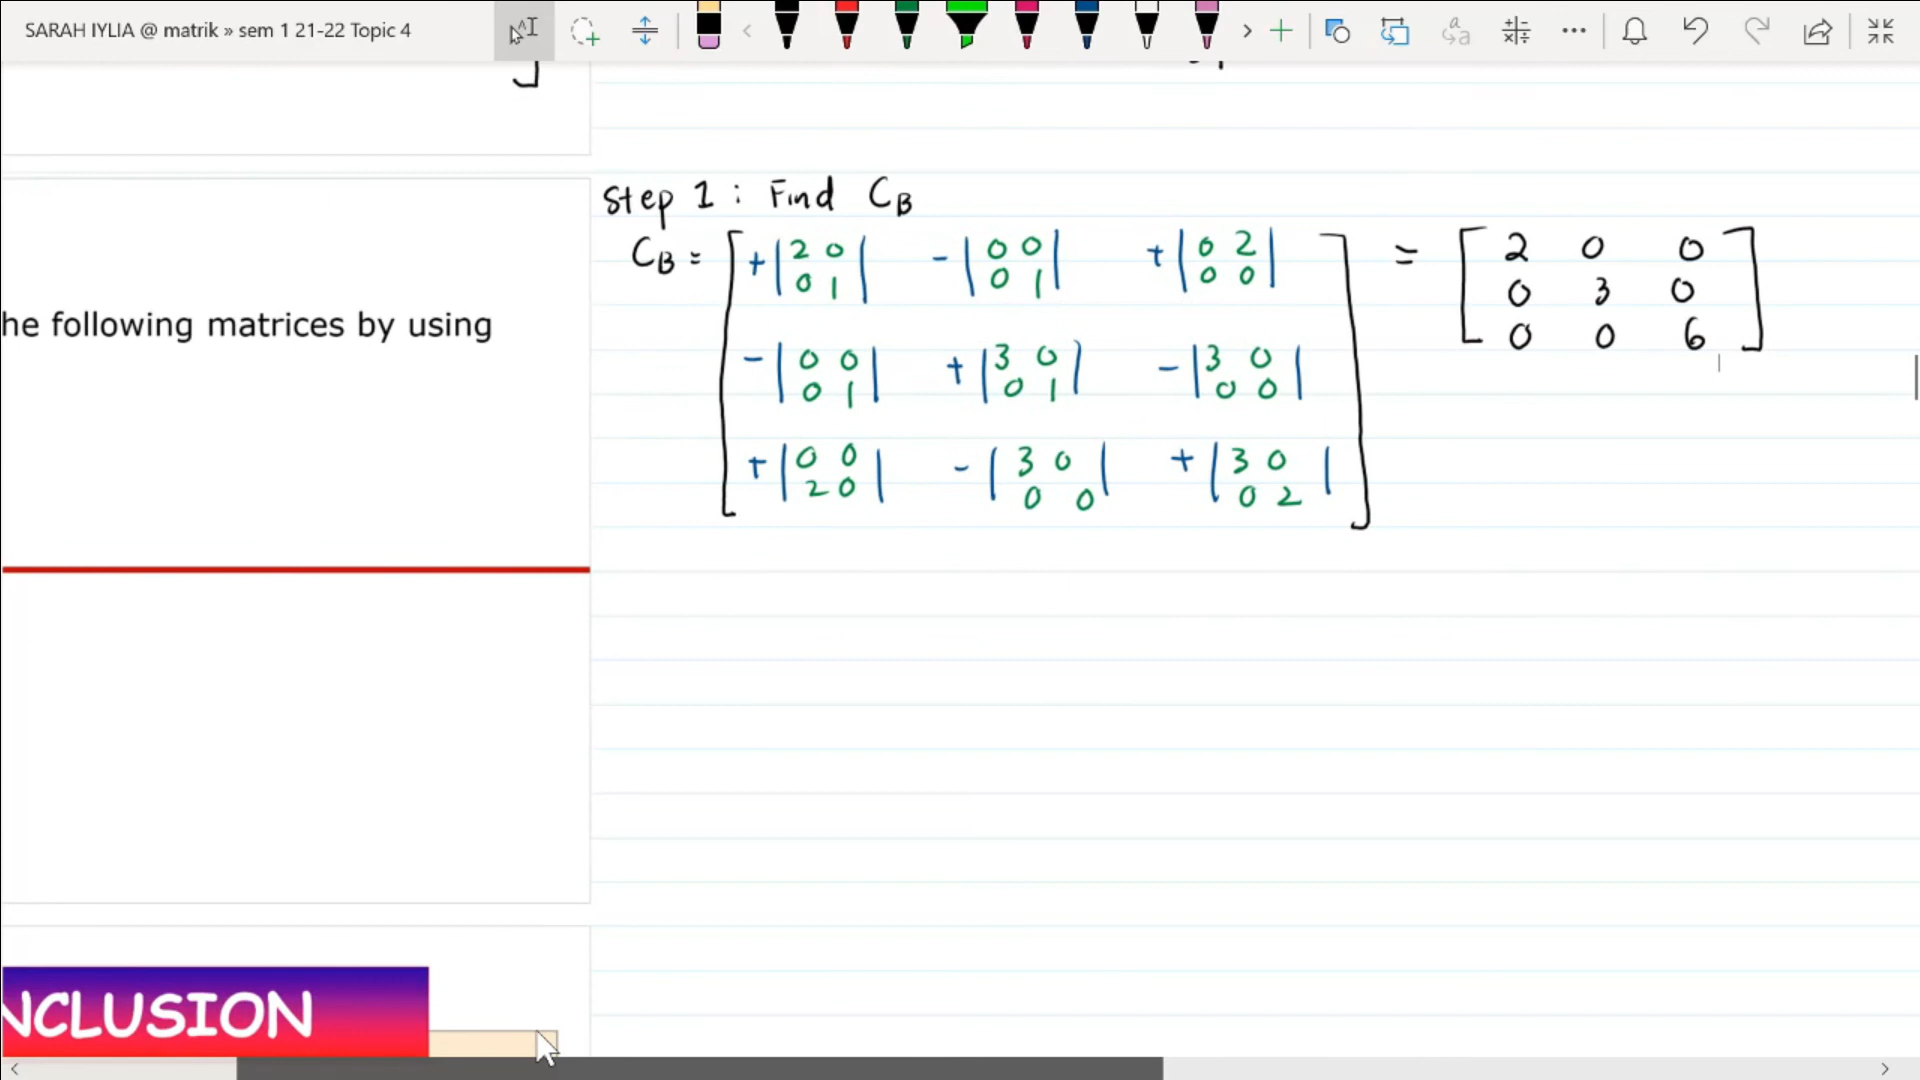 SARAH IYLIA @ matrik » sem 1 21-22 Topic 4
Step 1 : Find C_B
C_B = [ +|2 0| -|0 0| +|0 2| ] = [ 2 0 0 ]
|0 1| |0 1| |0 0| 0 3 0
-|0 0| +|3 0| -|3 0| 0 0 6
|0 1| |0 1| |0 0|
+|0 0| -|3 0| +|3 0|
|2 0| |0 0| |0 2|
he following matrices by using
NCLUSION